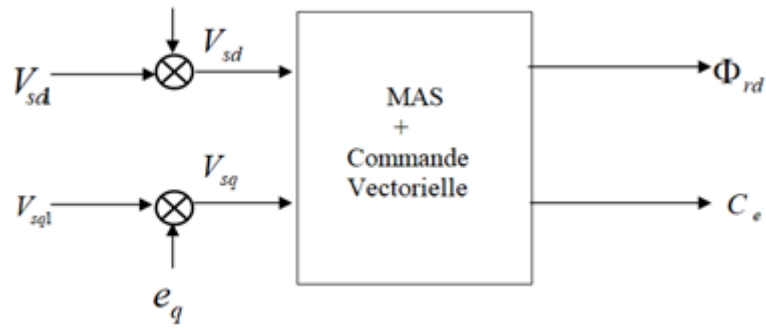 V_sd
V_sd1
Φ_rd
MAS
+
Commande
Vectorielle
V_sq
V_sq1
C_e
e_q